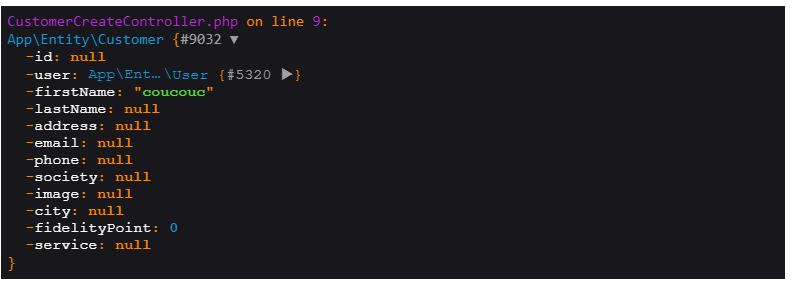 CustomerCreateController.php on line 9:
App\Entity\Customer {#9032 ▼
  -id: null
  -user: App\Ent…\User {#5320 ▶}
  -firstName: "coucouc"
  -lastName: null
  -address: null
  -email: null
  -phone: null
  -society: null
  -image: null
  -city: null
  -fidelityPoint: 0
  -service: null
}